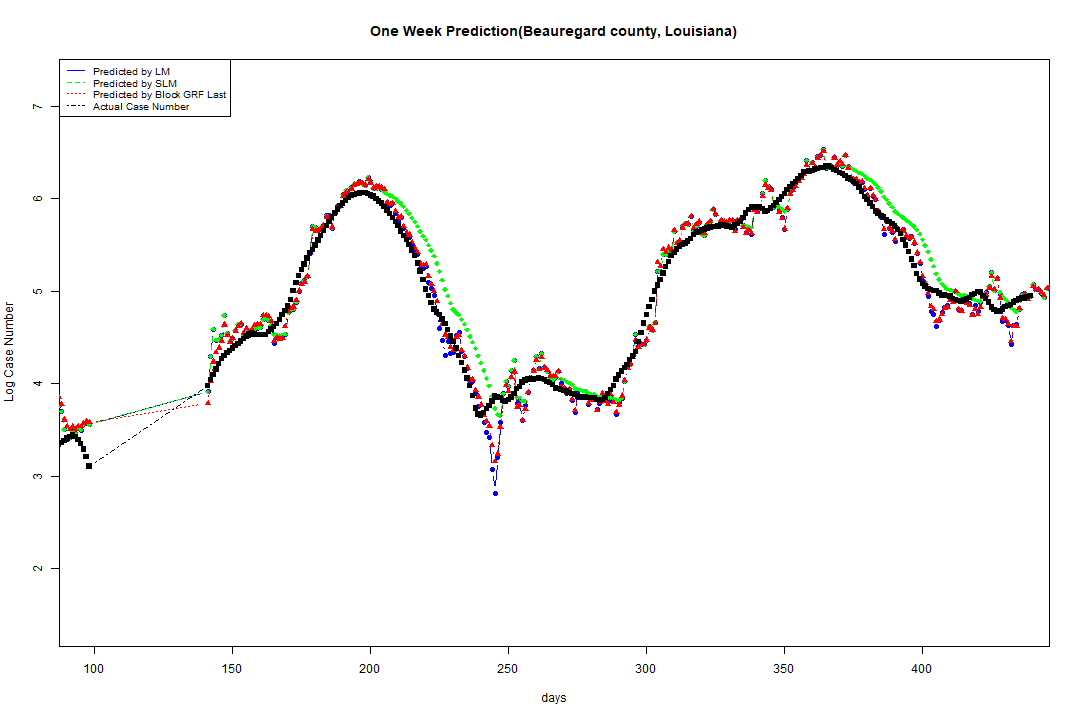 One Week Prediction(Beauregard county, Louisiana)
Predicted by LM
Predicted by SLM
Predicted by Block GRF Last
Actual Case Number
Log Case Number
7
6
5
4
3
2
100 150 200 250 300 350 400
days